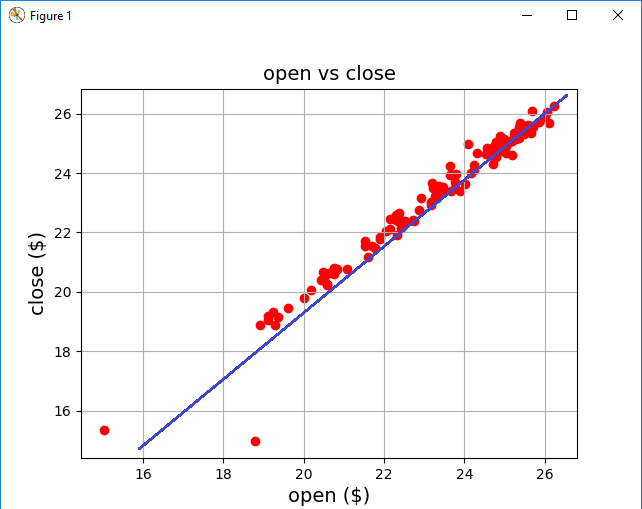 Figure 1
open vs close
26
24
22
20
18
16
close ($)
16 18 20 22 24 26
open ($)